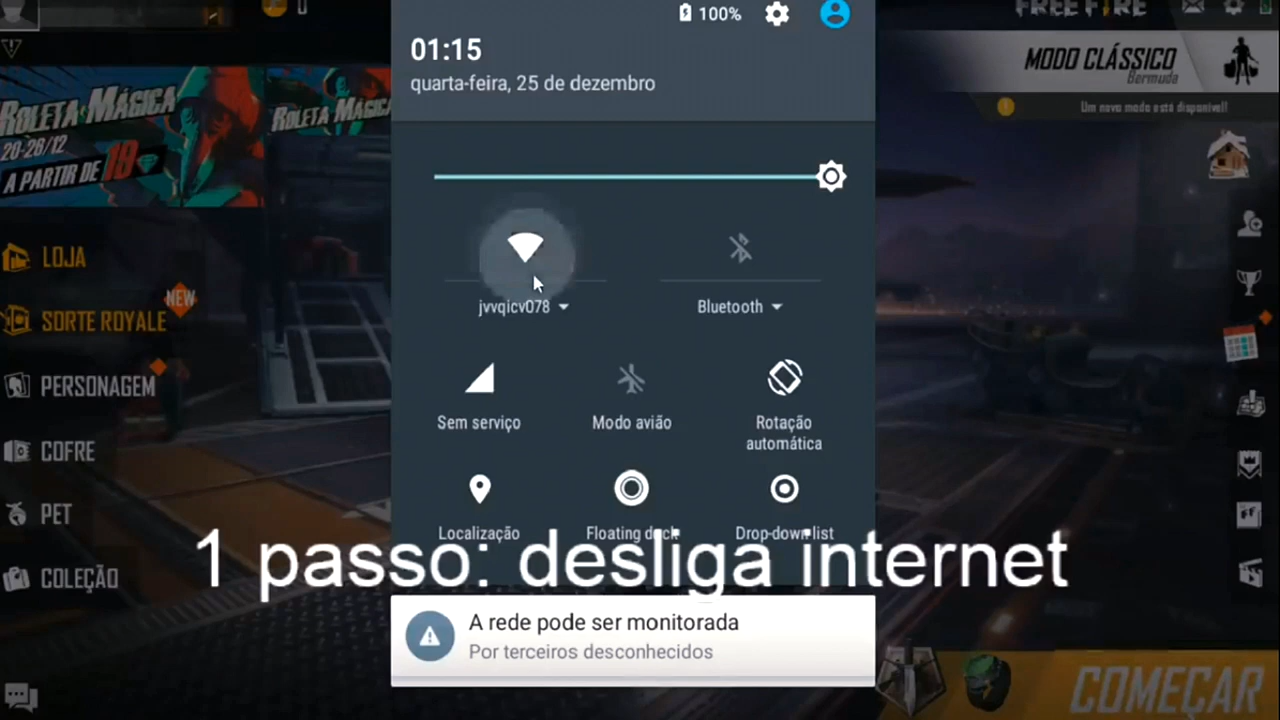 100%
01:15
quarta-feira, 25 de dezembro
FREE FIRE
MODO CLÁSSICO
Bermuda
Um novo modo está disponível!
ROLETA MÁGICA
20-26/12
A PARTIR DE 19
ROLETA MÁGICA
LOJA
NEW
SORTE ROYALE
PERSONAGEM
COFRE
PET
COLEÇÃO
jvvqicv078
Bluetooth
Sem serviço
Modo avião
Rotação
automática
Localização
Floating dock
Drop-down list
1 passo: desliga internet
A rede pode ser monitorada
Por terceiros desconhecidos
COMEÇAR